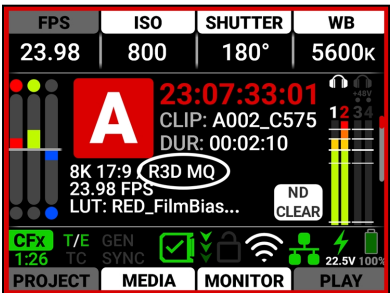 FPS ISO SHUTTER WB
23.98 800 180° 5600K
A
23:07:33:01
CLIP: A002_C575
DUR: 00:02:10
+48V
1 2 3 4
8K 17:9 / R3D MQ
23.98 FPS
LUT: RED_FilmBias...
ND
CLEAR
CFx T/E GEN
1:26 TC SYNC
22.5V 100%
PROJECT MEDIA MONITOR PLAY